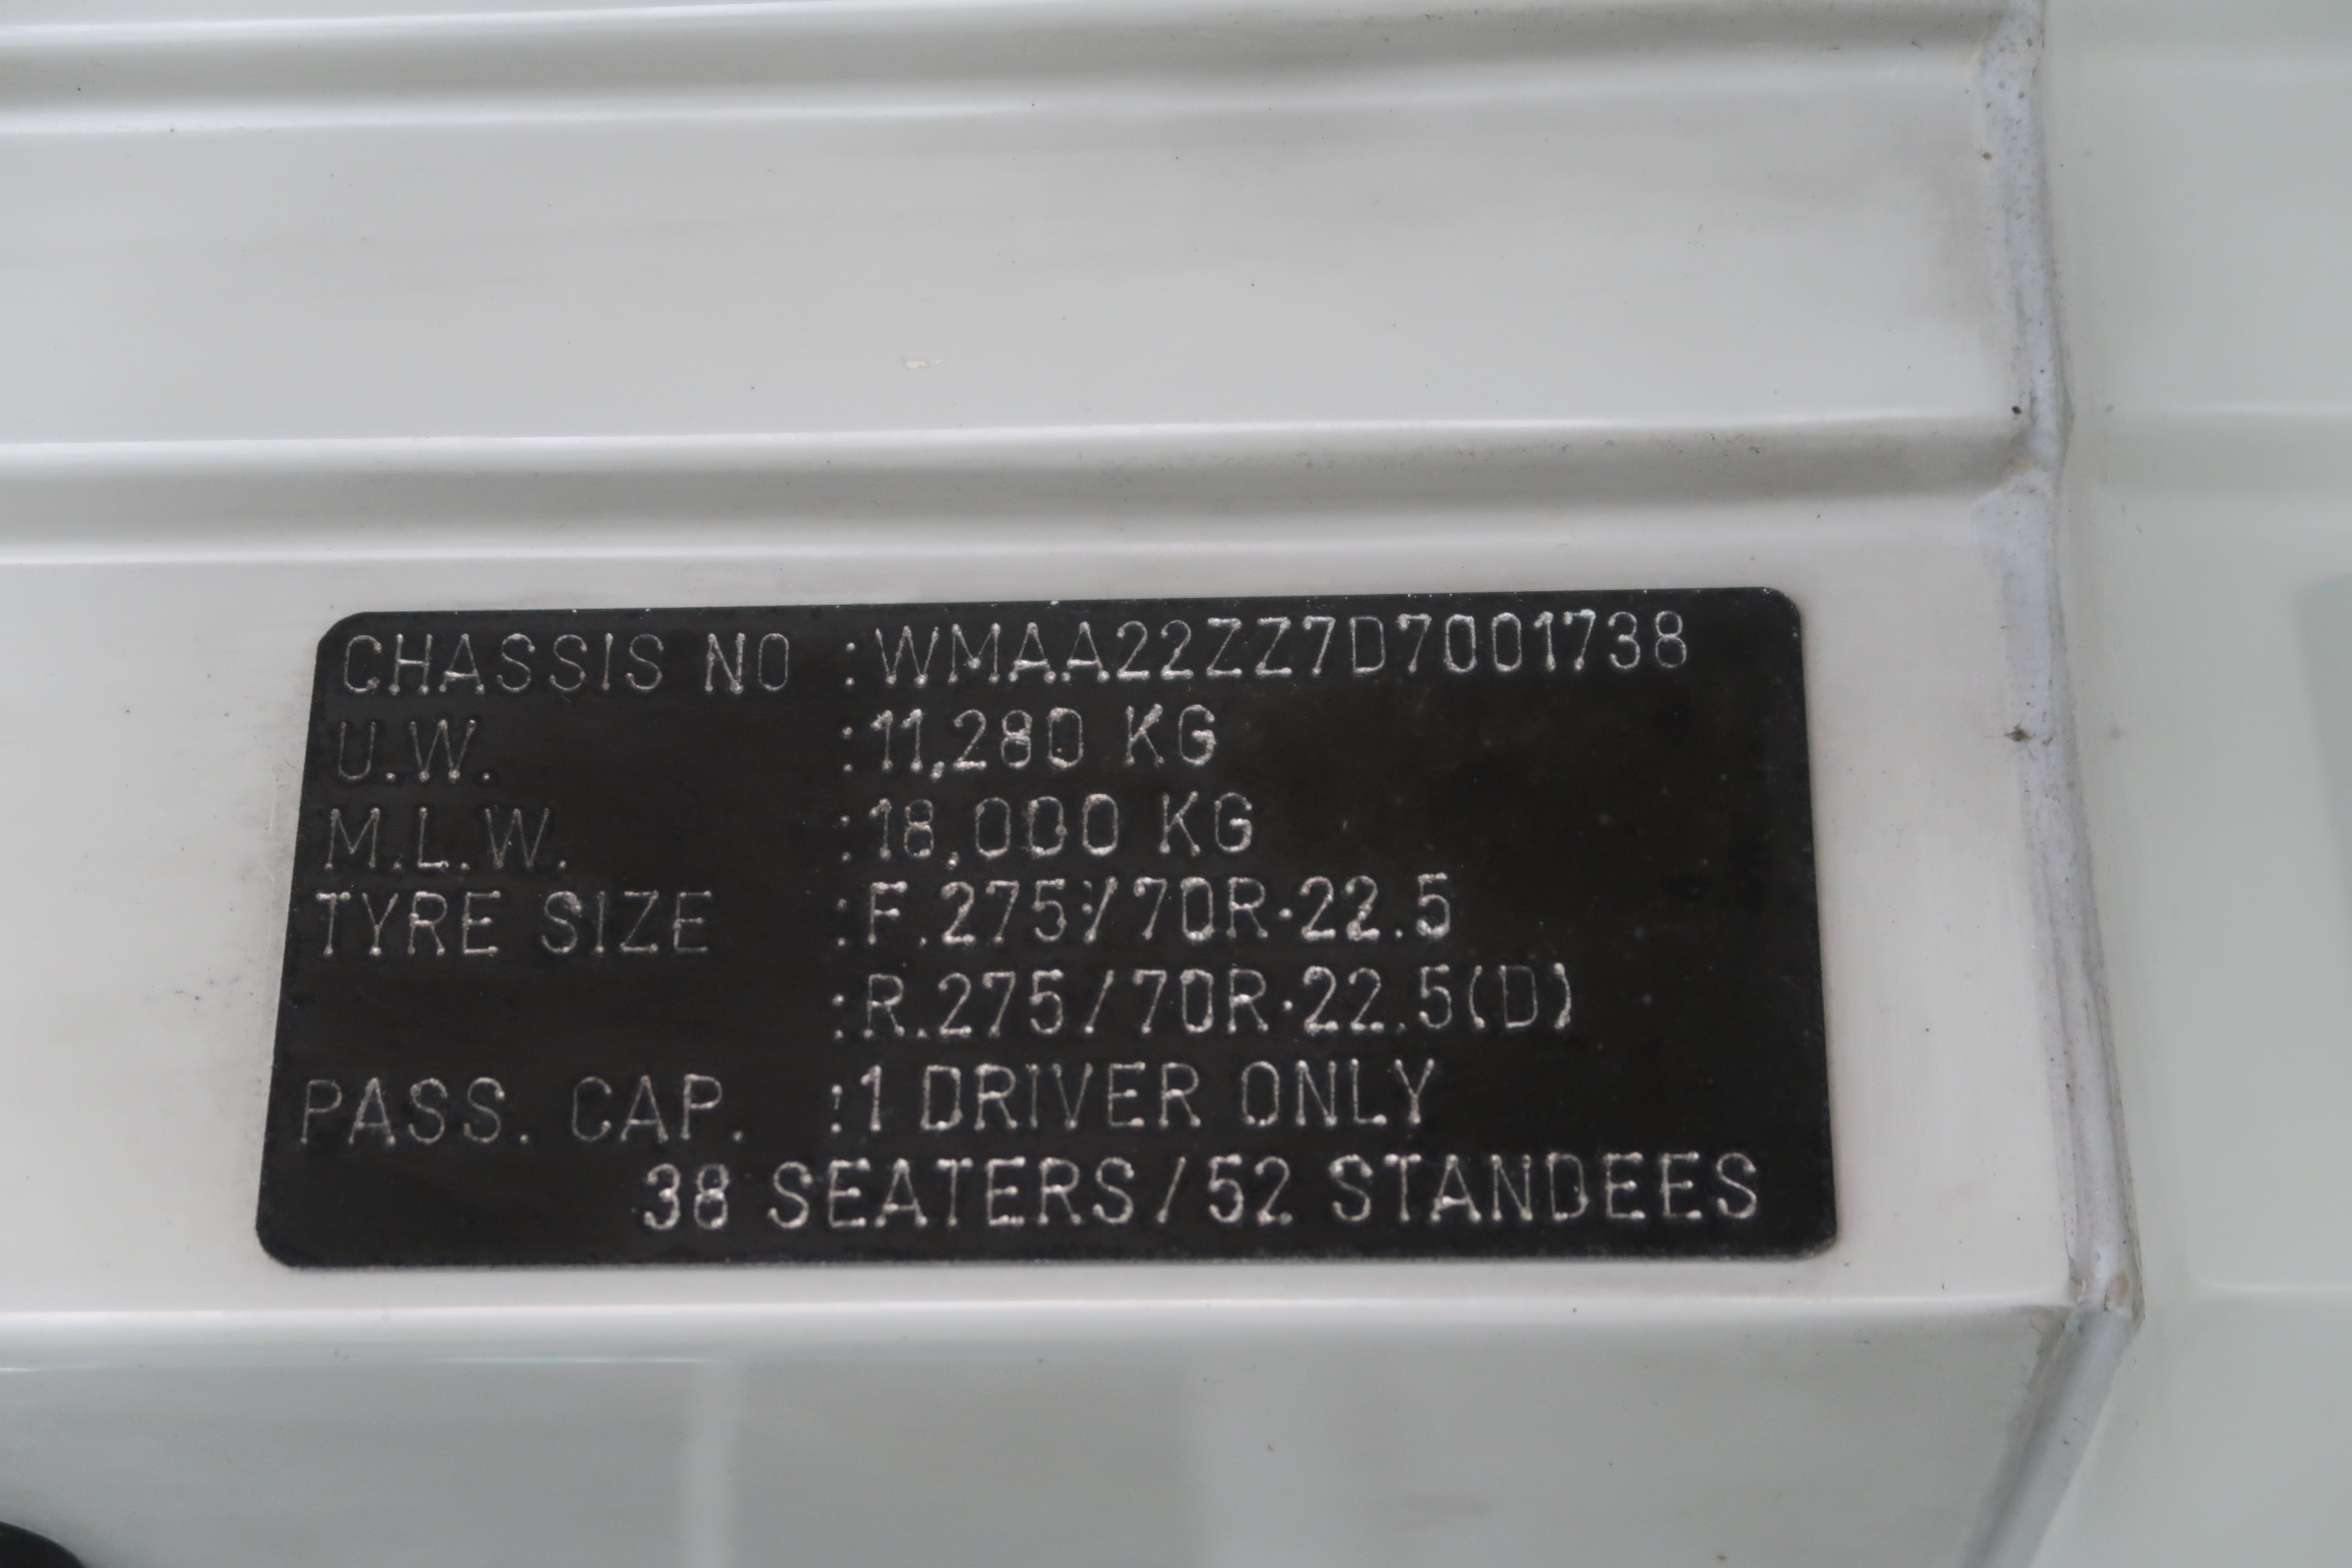 CHASSIS NO :WMAA22ZZ7D7001738
U.W. :11,280 KG
M.L.W. :18,000 KG
TYRE SIZE :F.275/70R·22.5
:R.275/70R·22.5(D)
PASS. CAP. :1 DRIVER ONLY
38 SEATERS/52 STANDEES